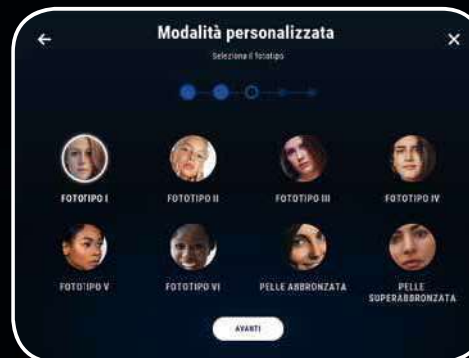 Modalità personalizzata
Seleziona il fototipo
FOTOTIPO I
FOTOTIPO II
FOTOTIPO III
FOTOTIPO IV
FOTOTIPO V
FOTOTIPO VI
PELLE ABBRONZATA
PELLE
SUPERABBRONZATA
AVANTI